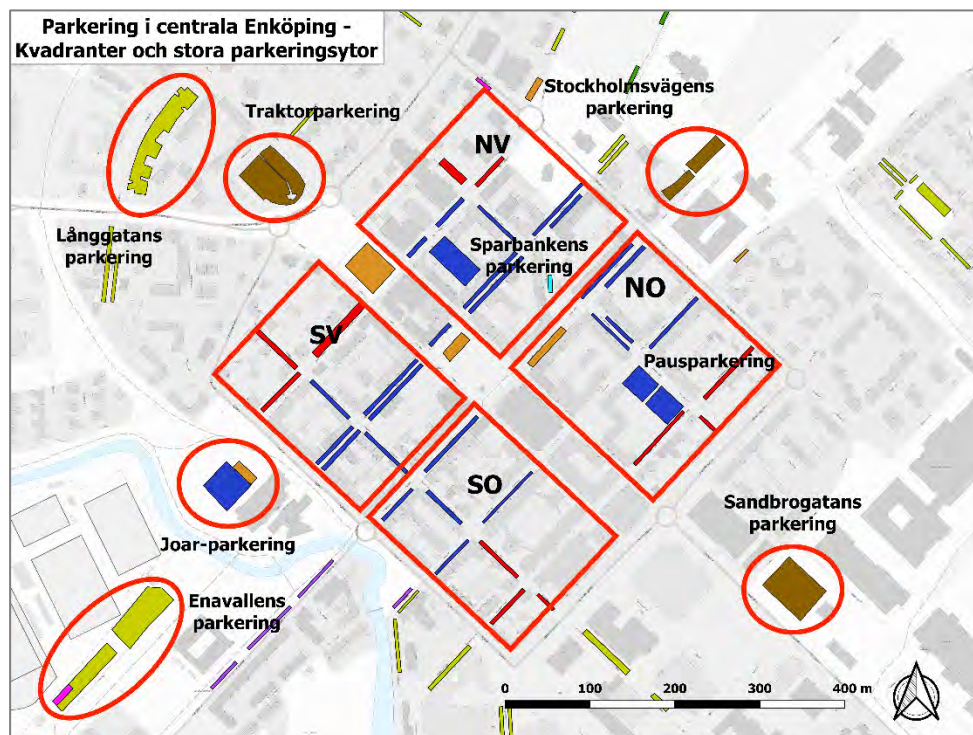 Parkering i centrala Enköping -
Kvadranter och stora parkeringsytor
Stockholmsvägens
parkering
Traktorparkering
NV
Långgatans
parkering
Sparbankens
parkering
NO
SV
Pausparkering
SO
Sandbrogatans
parkering
Joar-parkering
Enavallens
parkering
0 100 200 300 400 m